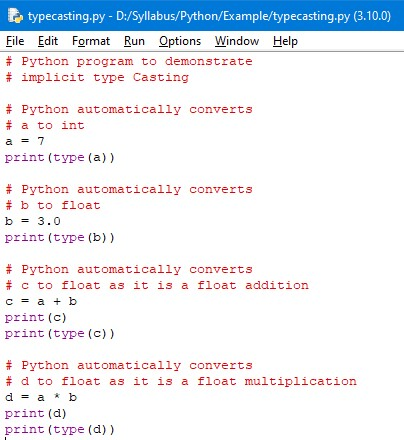 typecasting.py - D:/Syllabus/Python/Example/typecasting.py (3.10.0)
File Edit Format Run Options Window Help
# Python program to demonstrate
# implicit type Casting
# Python automatically converts
# a to int
a = 7
print(type(a))
# Python automatically converts
# b to float
b = 3.0
print(type(b))
# Python automatically converts
# c to float as it is a float addition
c = a + b
print(c)
print(type(c))
# Python automatically converts
# d to float as it is a float multiplication
d = a * b
print(d)
print(type(d))